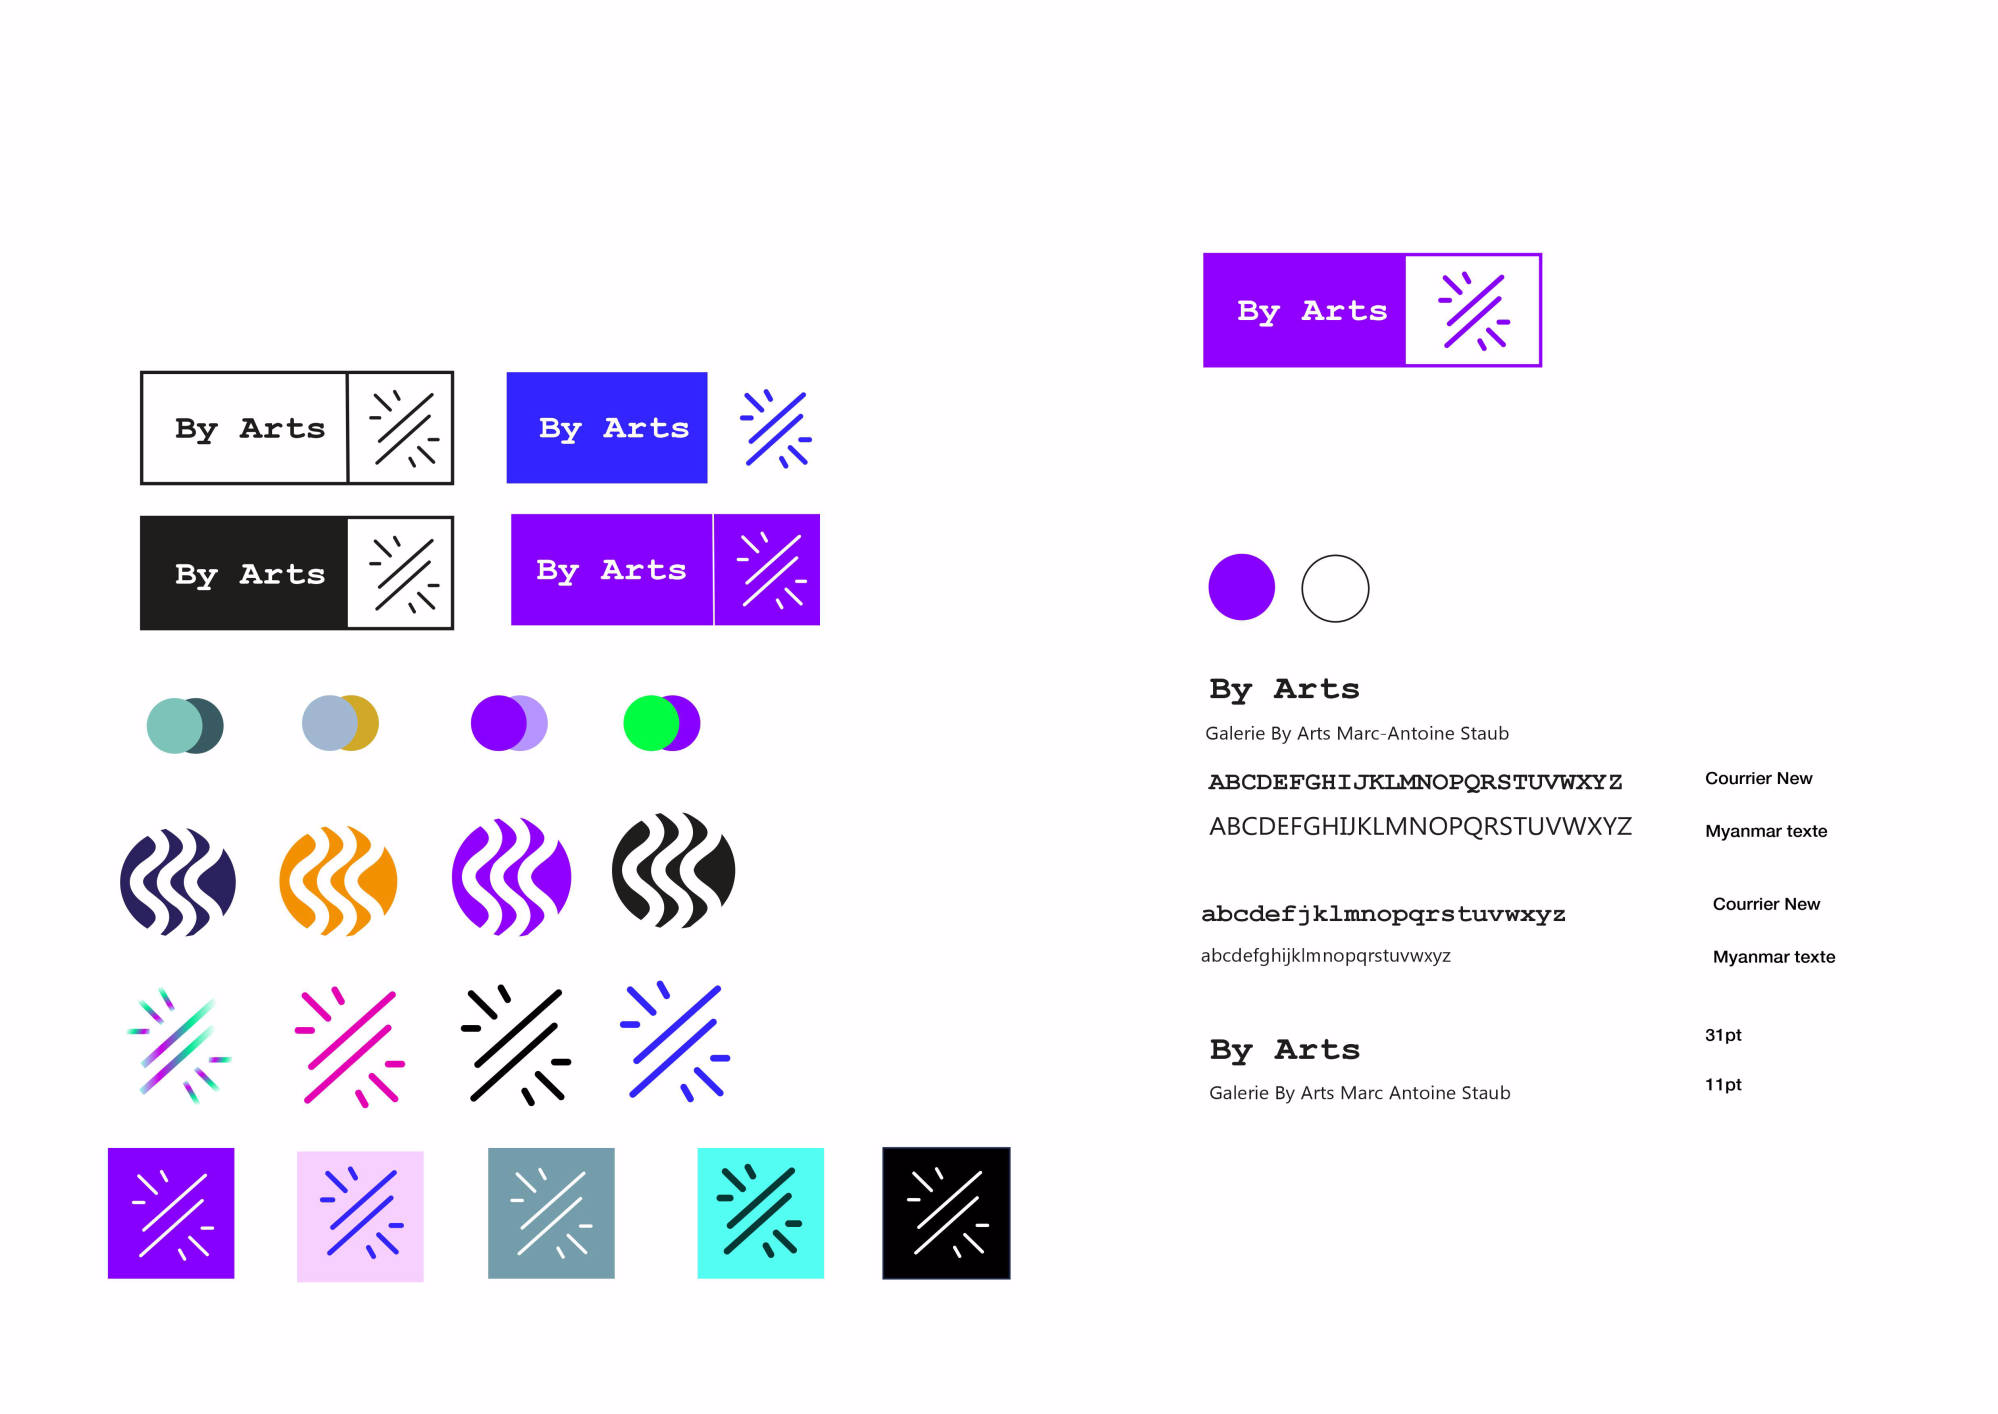 By Arts
By Arts
By Arts
By Arts
By Arts
By Arts
Galerie By Arts Marc-Antoine Staub
ABCDEFGHIJKLMNOPQRSTUVWXYZ
Courrier New
ABCDEFGHIJKLMNOPQRSTUVWXYZ
Myanmar texte
abcdefjklmnopqrstuvwxyz
Courrier New
abcdefghijklmnopqrstuvwxyz
Myanmar texte
By Arts
31pt
Galerie By Arts Marc Antoine Staub
11pt